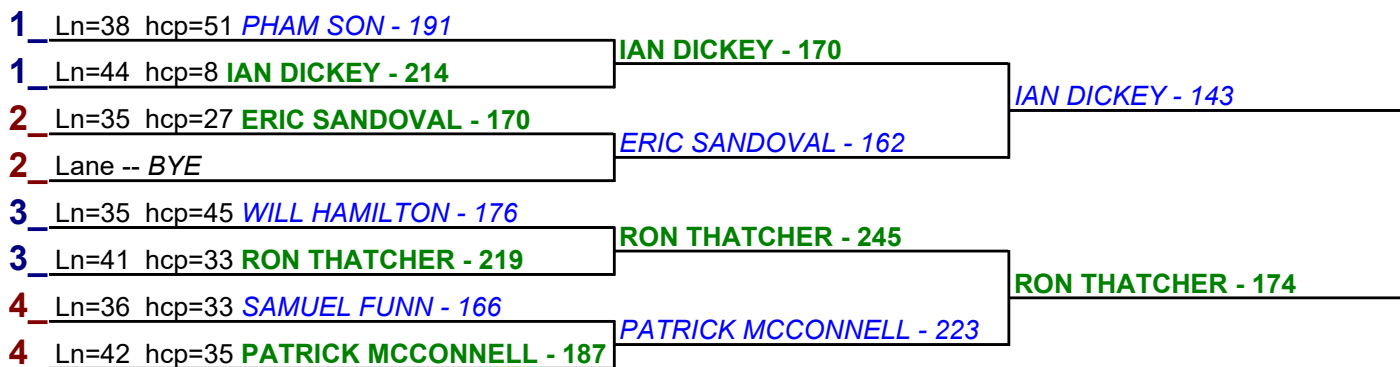 1_ Ln=38 hcp=51 PHAM SON - 191
IAN DICKEY - 170
1_ Ln=44 hcp=8 IAN DICKEY - 214
IAN DICKEY - 143
2_ Ln=35 hcp=27 ERIC SANDOVAL - 170
ERIC SANDOVAL - 162
2_ Lane -- BYE
3_ Ln=35 hcp=45 WILL HAMILTON - 176
RON THATCHER - 245
3_ Ln=41 hcp=33 RON THATCHER - 219
RON THATCHER - 174
4_ Ln=36 hcp=33 SAMUEL FUNN - 166
PATRICK MCCONNELL - 223
4 Ln=42 hcp=35 PATRICK MCCONNELL - 187